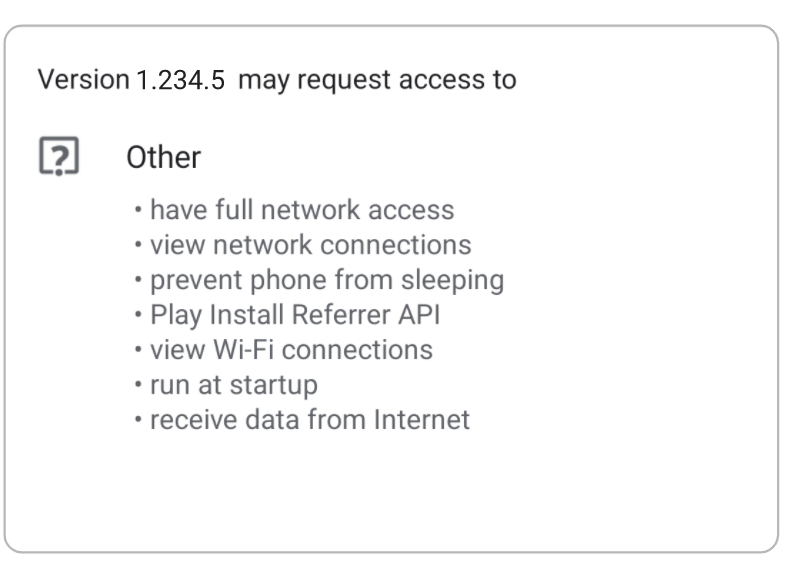 Version 1.234.5 may request access to
Other
• have full network access
• view network connections
• prevent phone from sleeping
• Play Install Referrer API
• view Wi-Fi connections
• run at startup
• receive data from Internet